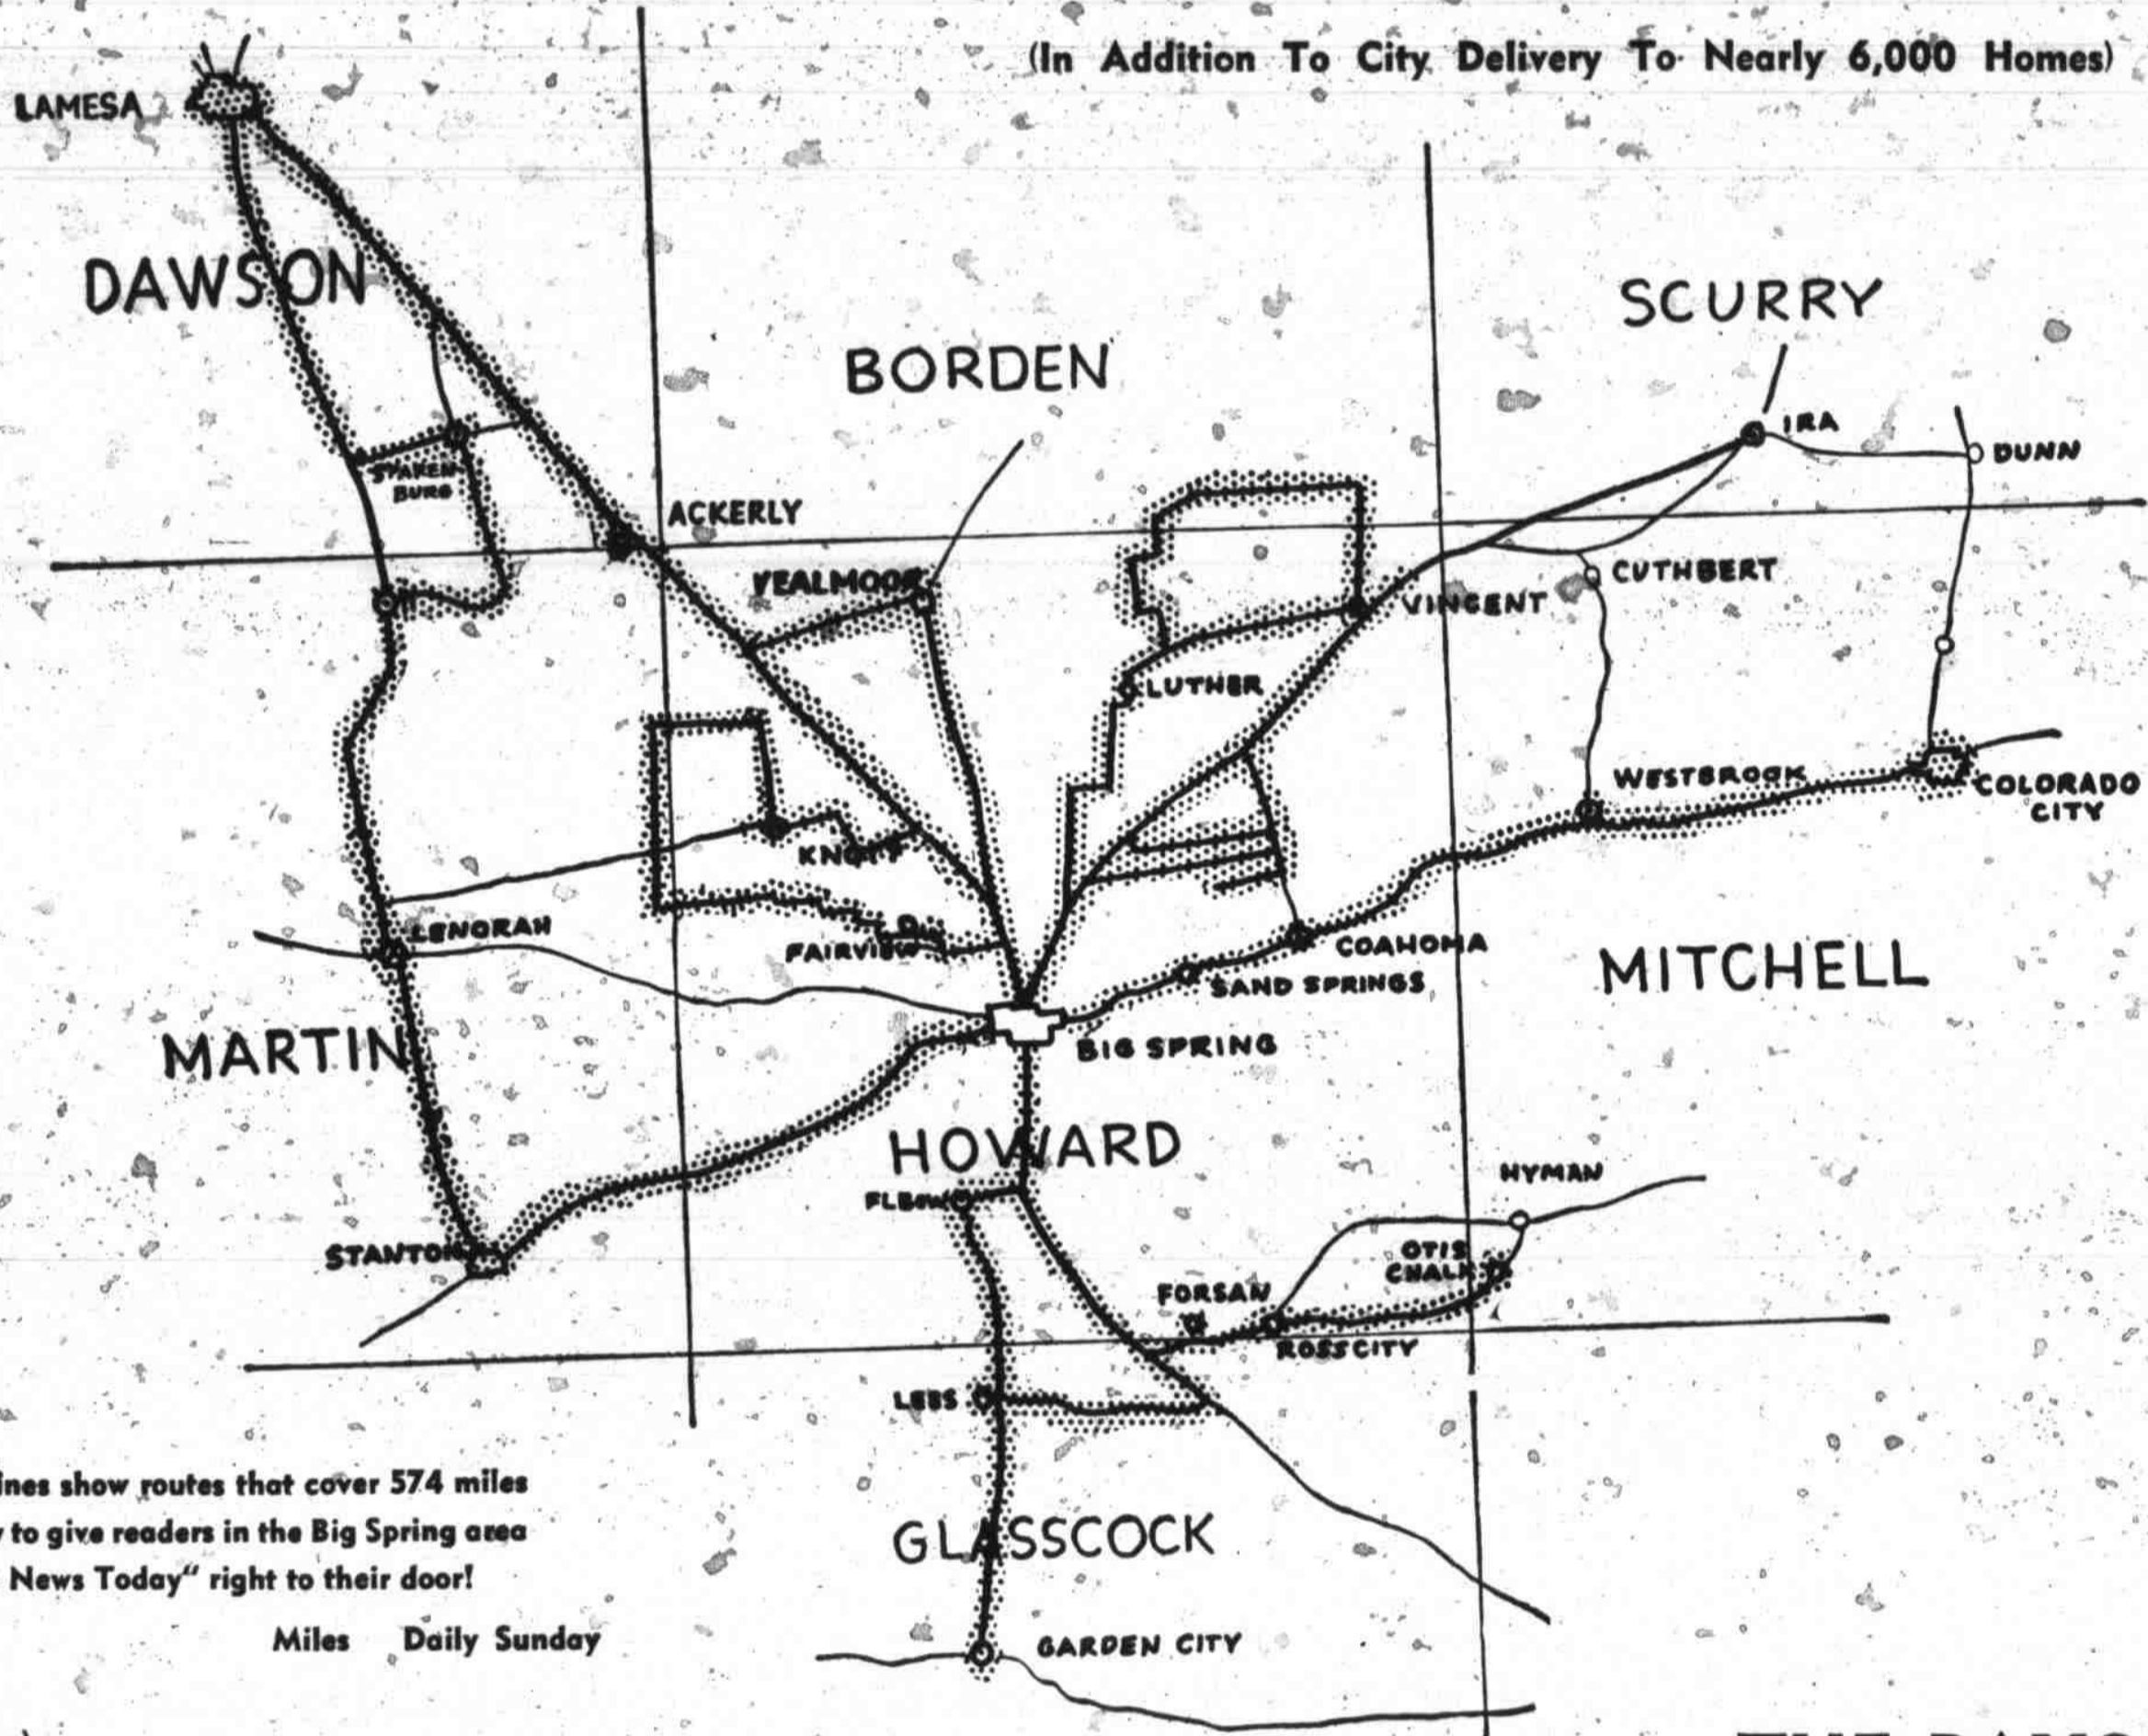 (In Addition To City Delivery To Nearly 6,000 Homes)
LAMESA
DAWSON
SCURRY
BORDEN
IRA
DUNN
BURG
ACKERLY
VEALMOOR
CUTHBERT
VINCENT
LUTHER
WESTBROOK
COLORADO
CITY
KNOTT
LENORAH
FAIRVIEW
COAHOMA
SAND SPRINGS
MITCHELL
MARTIN
BIG SPRING
HOWARD
HYMAN
STANTON
OTIS
CHALK
FORSAN
ROSS CITY
LEES
ines show routes that cover 574 miles
y to give readers in the Big Spring area
News Today" right to their door!
GLASSCOCK
Miles Daily Sunday
GARDEN CITY